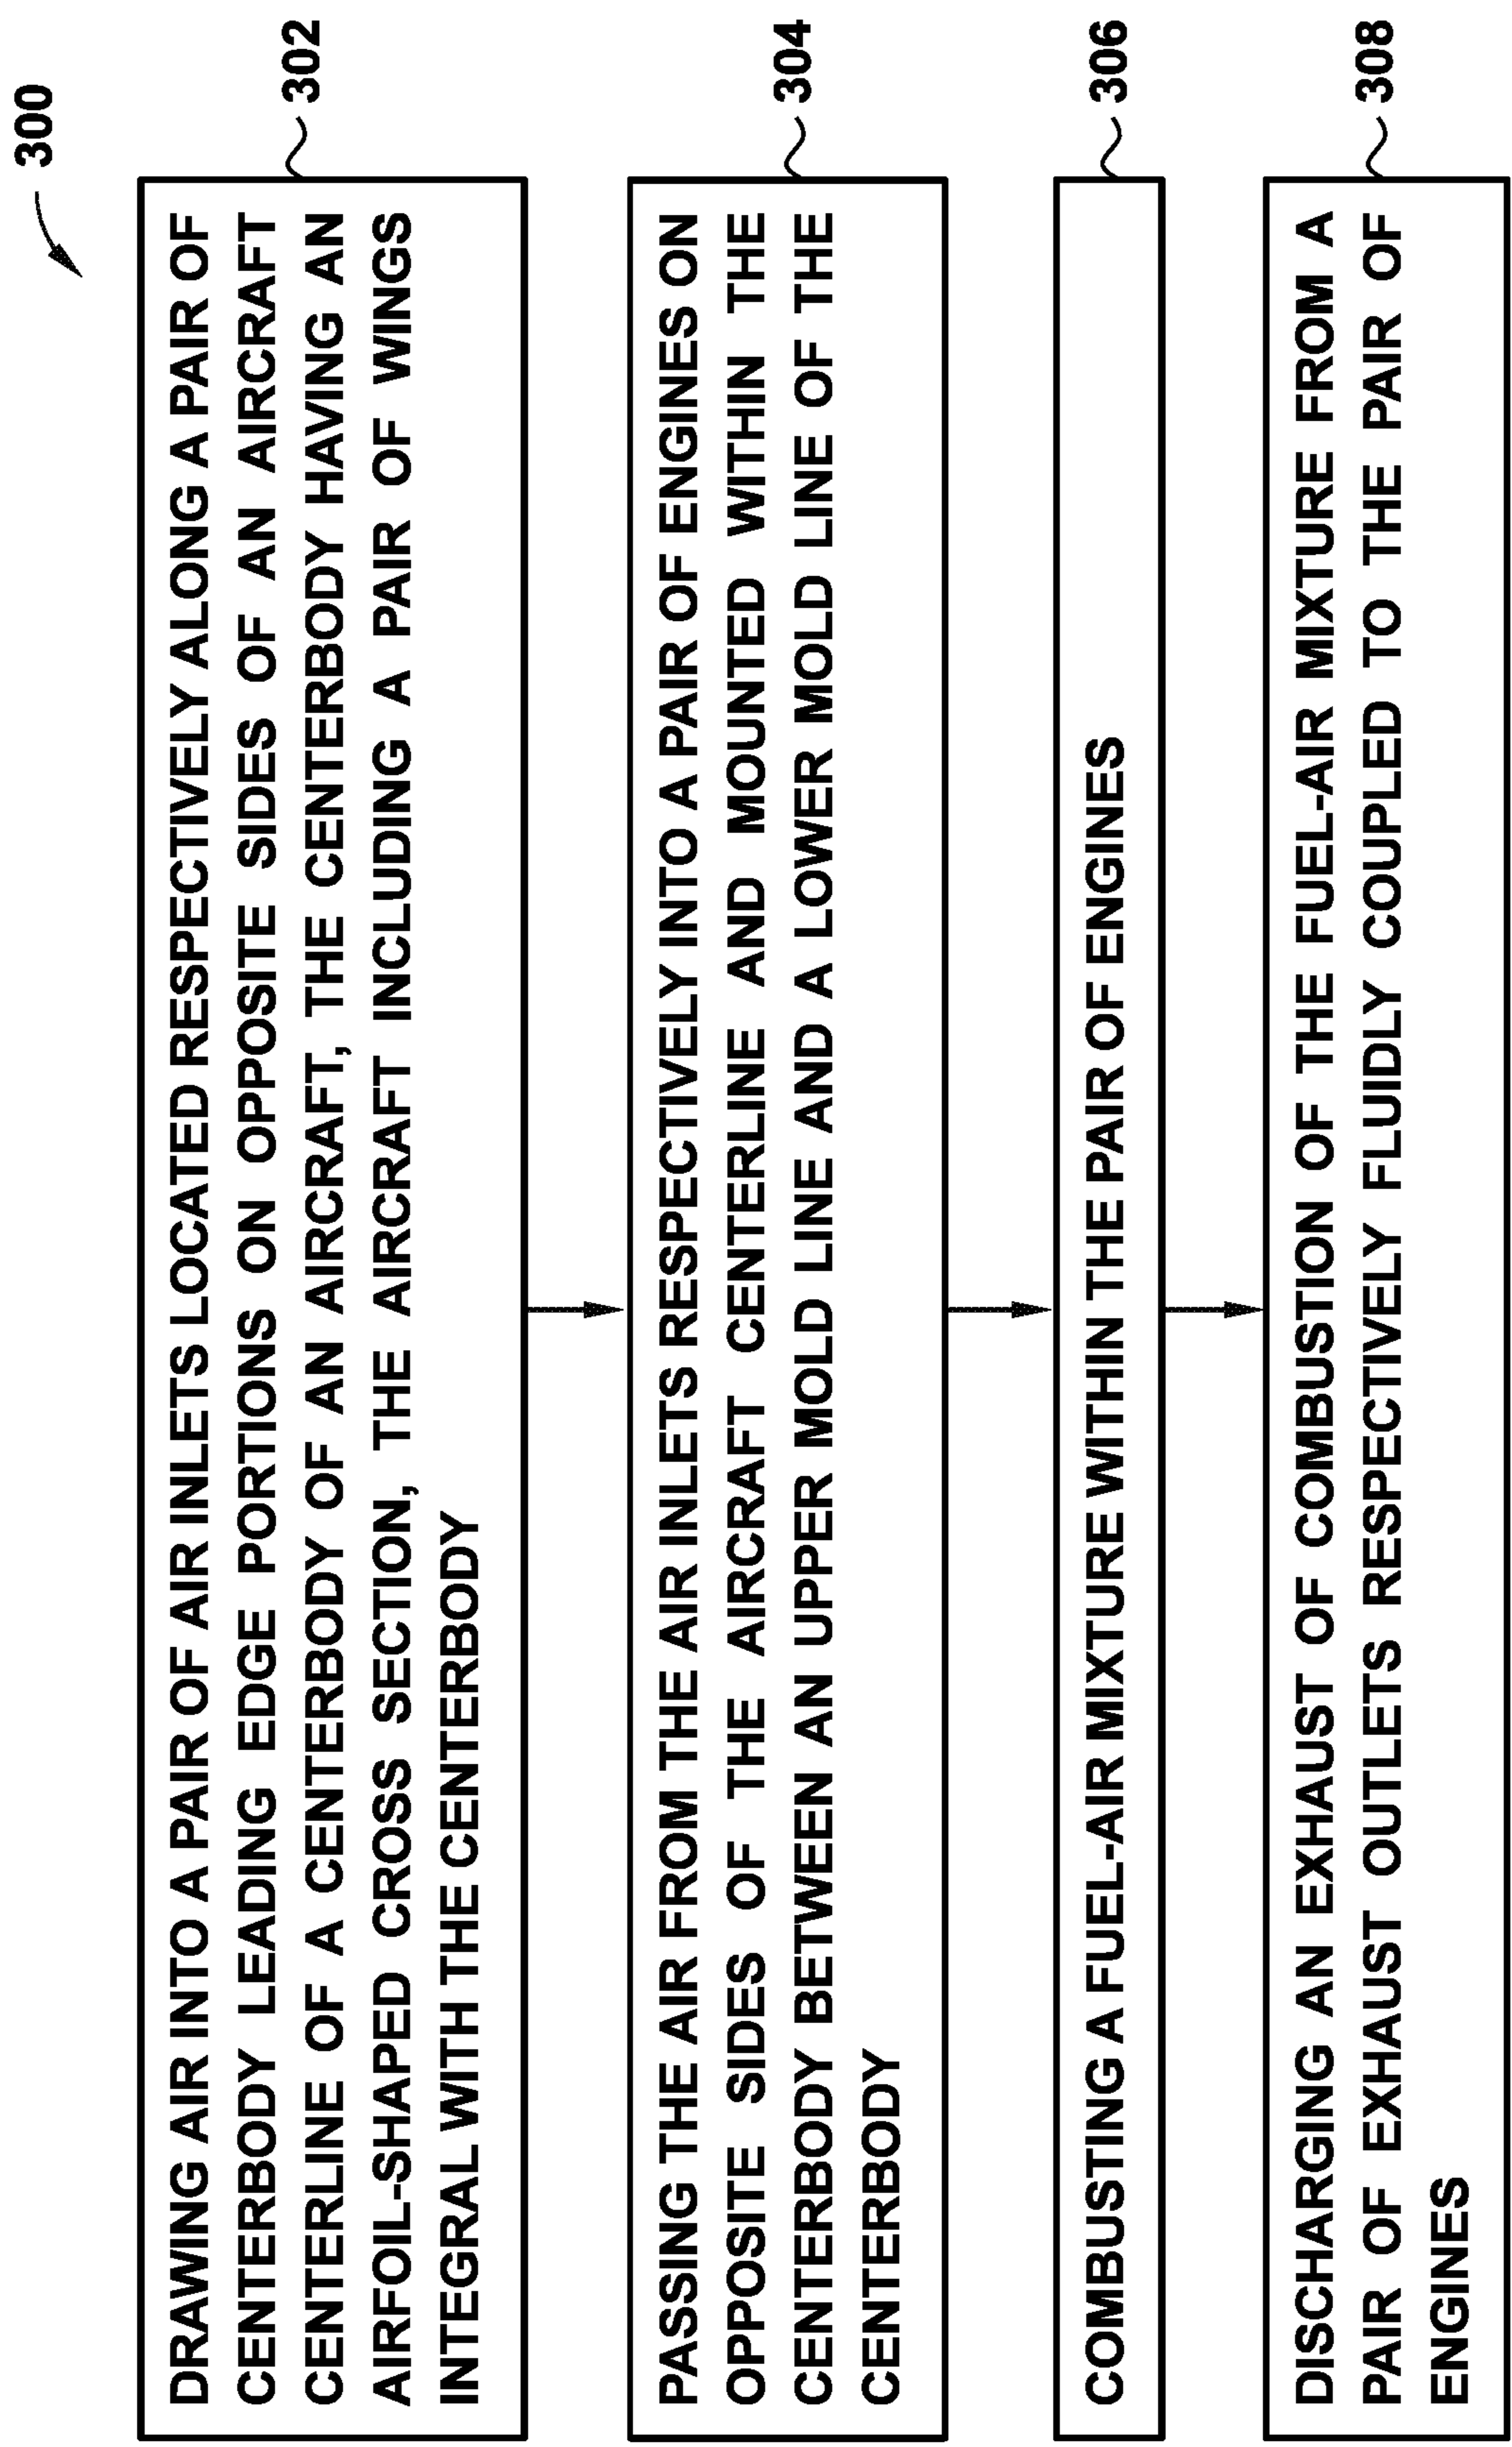 300
DRAWING AIR INTO A PAIR OF AIR INLETS LOCATED RESPECTIVELY ALONG A PAIR OF
CENTERBODY LEADING EDGE PORTIONS ON OPPOSITE SIDES OF AN AIRCRAFT
CENTERLINE OF A CENTERBODY OF AN AIRCRAFT, THE CENTERBODY HAVING AN
AIRFOIL-SHAPED CROSS SECTION, THE AIRCRAFT INCLUDING A PAIR OF WINGS
INTEGRAL WITH THE CENTERBODY
302
PASSING THE AIR FROM THE AIR INLETS RESPECTIVELY INTO A PAIR OF ENGINES ON
OPPOSITE SIDES OF THE AIRCRAFT CENTERLINE AND MOUNTED WITHIN THE
CENTERBODY BETWEEN AN UPPER MOLD LINE AND A LOWER MOLD LINE OF THE
CENTERBODY
304
COMBUSTING A FUEL-AIR MIXTURE WITHIN THE PAIR OF ENGINES
306
DISCHARGING AN EXHAUST OF COMBUSTION OF THE FUEL-AIR MIXTURE FROM A
PAIR OF EXHAUST OUTLETS RESPECTIVELY FLUIDLY COUPLED TO THE PAIR OF
ENGINES
308